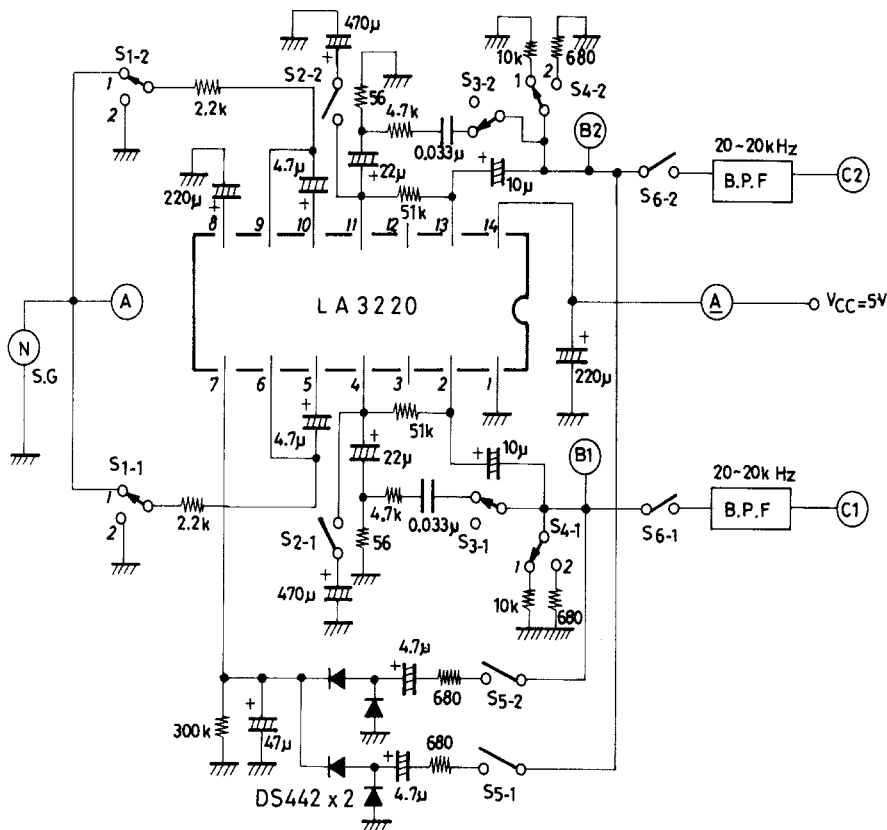 470μ
+
10k
680
S1-2
S2-2
56
S3-2
1
2
S4-2
1
2
2.2k
4.7k
0.033μ
B2
20~20kHz
4.7μ
+
22μ
+
+
10μ
S6-2
B.P.F
C2
220μ
+
51k
8
9
10
11
12
13
14
A
LA3220
A
VCC=5V
N
S.G
7
6
5
4
3
2
1
220μ
+
4.7μ
51k
+
22μ
+
10μ
B1
S1-1
20~20kHz
1
2
2.2k
4.7k
0.033μ
S3-1
S4-1
S6-1
B.P.F
C1
S2-1
56
1
2
+
470μ
10k
680
4.7μ
+
680
S5-2
300k
+
47μ
680
+
4.7μ
S5-1
DS442 x 2